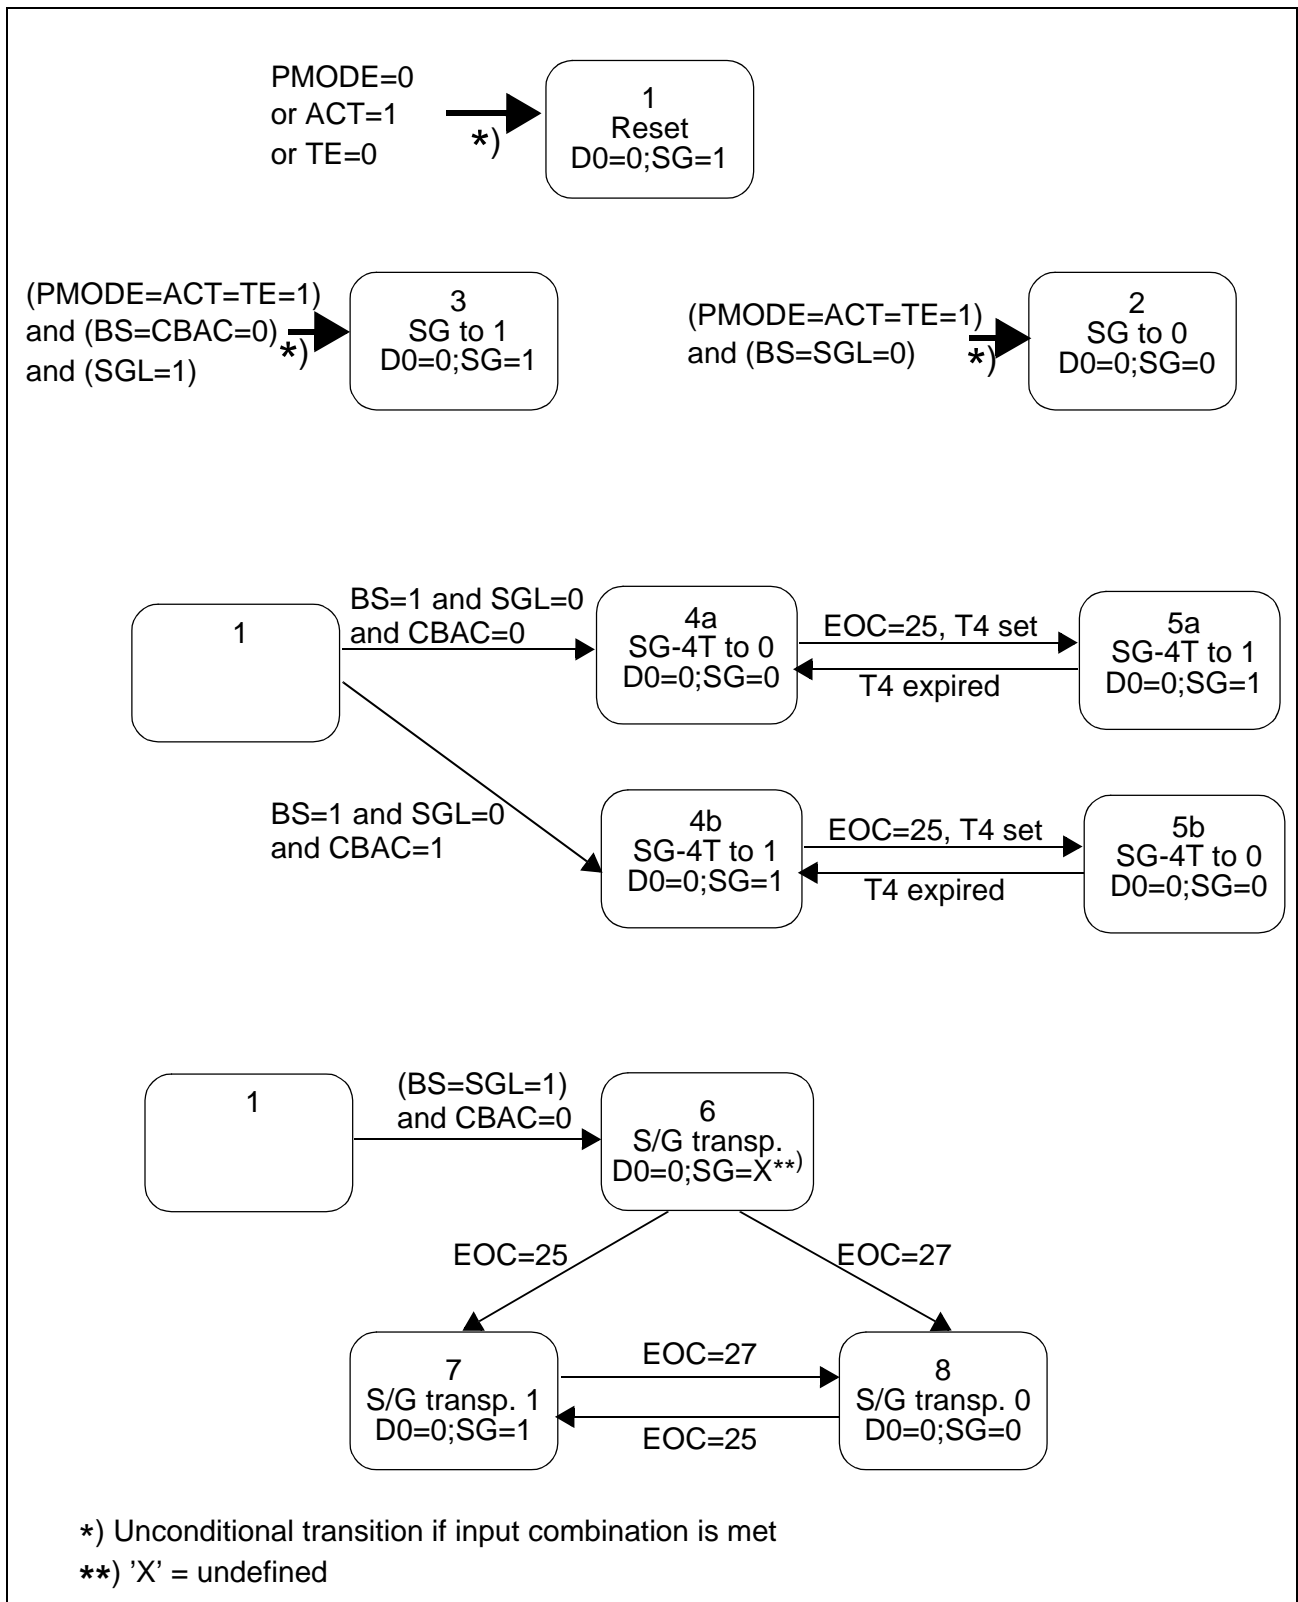 PMODE=0
or ACT=1
or TE=0
*)
1
Reset
D0=0;SG=1
(PMODE=ACT=TE=1)
and (BS=CBAC=0)
and (SGL=1)
*)
3
SG to 1
D0=0;SG=1
(PMODE=ACT=TE=1)
and (BS=SGL=0)
*)
2
SG to 0
D0=0;SG=0
1
BS=1 and SGL=0
and CBAC=0
4a
SG-4T to 0
D0=0;SG=0
EOC=25, T4 set
T4 expired
5a
SG-4T to 1
D0=0;SG=1
BS=1 and SGL=0
and CBAC=1
4b
SG-4T to 1
D0=0;SG=1
EOC=25, T4 set
T4 expired
5b
SG-4T to 0
D0=0;SG=0
1
(BS=SGL=1)
and CBAC=0
6
S/G transp.
D0=0;SG=X**)
EOC=25
EOC=27
7
S/G transp. 1
D0=0;SG=1
EOC=27
EOC=25
8
S/G transp. 0
D0=0;SG=0
*) Unconditional transition if input combination is met
**) 'X' = undefined